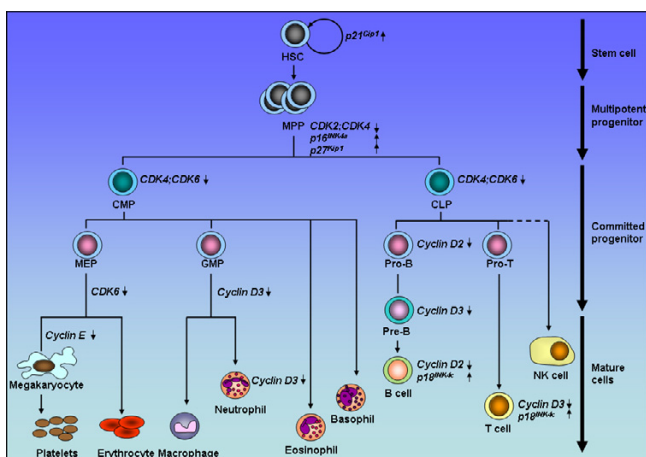 p21Cip1↑
HSC
Stem cell
MPP
CDK2;CDK4↓
p16INK4a↑
p27Kip1↑
Multipotent
progenitor
CDK4;CDK6↓
CMP
CDK4;CDK6↓
CLP
Committed
progenitor
MEP
GMP
Pro-B
Cyclin D2↓
Pro-T
CDK6↓
Cyclin D3↓
Cyclin D3↓
Pre-B
Cyclin E↓
Megakaryocyte
Neutrophil
Cyclin D3↓
Basophil
B cell
Cyclin D2↓
p18INK4c↑
NK cell
Mature
cells
Platelets
Erythrocyte
Macrophage
Eosinophil
T cell
Cyclin D3↓
p18INK4c↑